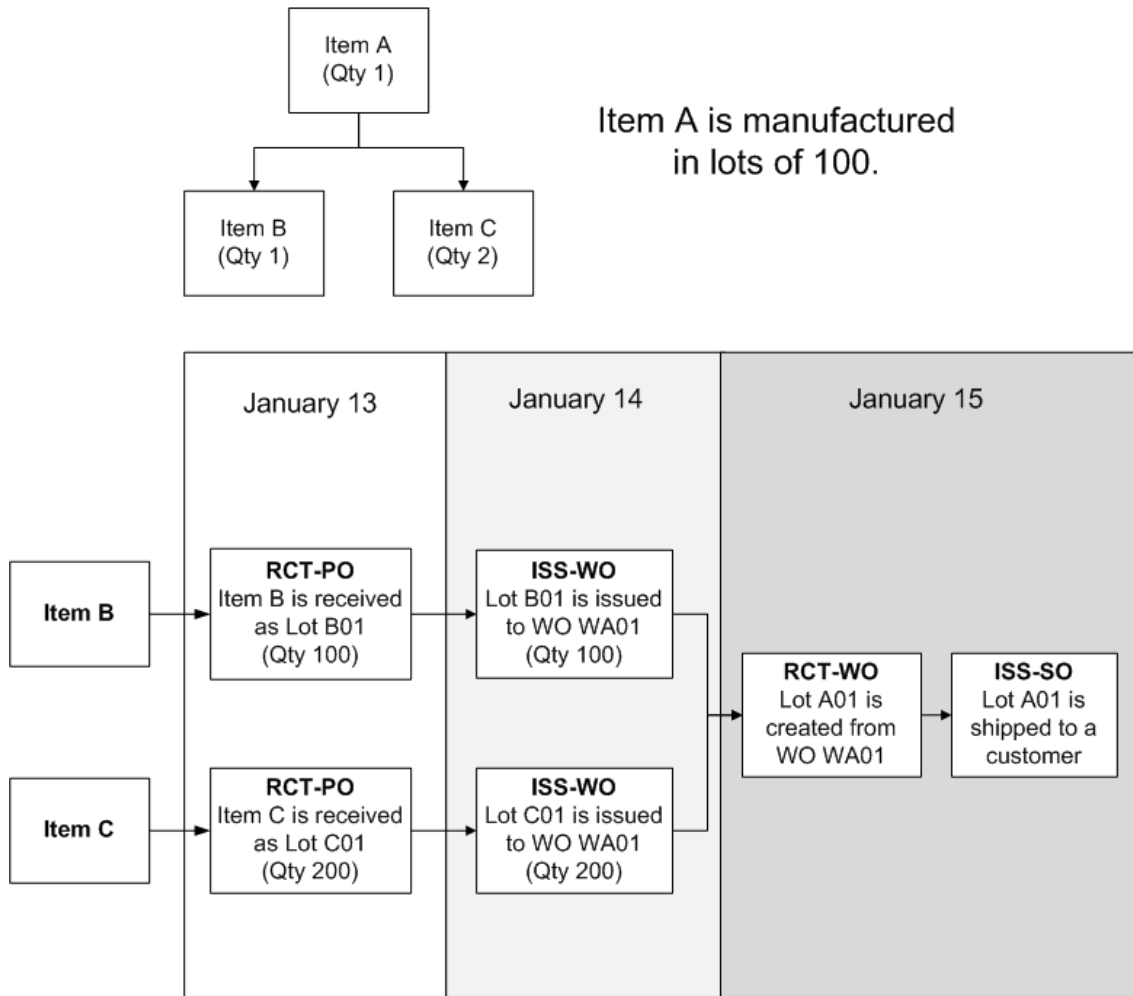 Item A
(Qty 1)
Item A is manufactured
in lots of 100.
Item B
(Qty 1)
Item C
(Qty 2)
January 13
January 14
January 15
Item B
RCT-PO
Item B is received
as Lot B01
(Qty 100)
ISS-WO
Lot B01 is issued
to WO WA01
(Qty 100)
RCT-WO
Lot A01 is
created from
WO WA01
ISS-SO
Lot A01 is
shipped to a
customer
Item C
RCT-PO
Item C is received
as Lot C01
(Qty 200)
ISS-WO
Lot C01 is issued
to WO WA01
(Qty 200)